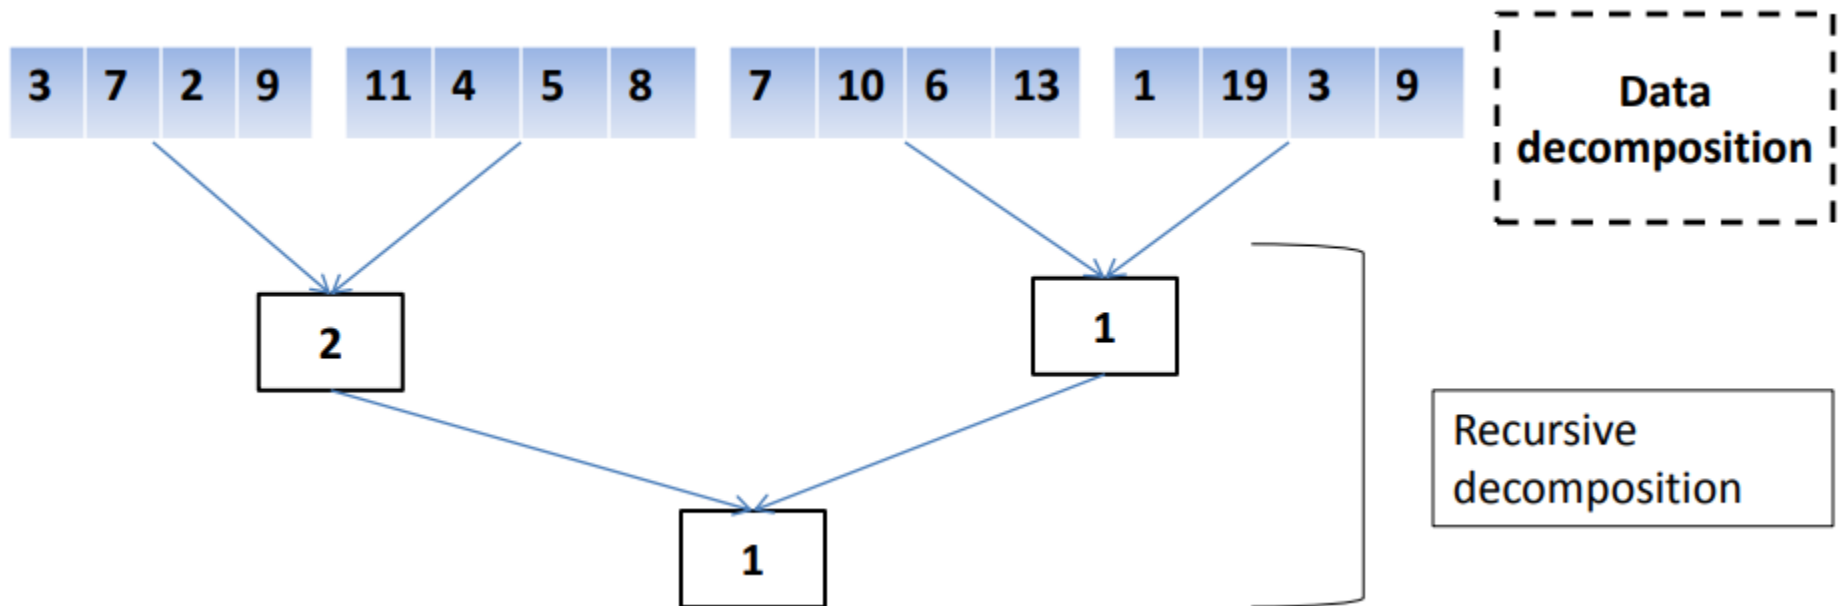 3 7 2 9 11 4 5 8 7 10 6 13 1 19 3 9
Data
decomposition
2
1
Recursive
decomposition
1